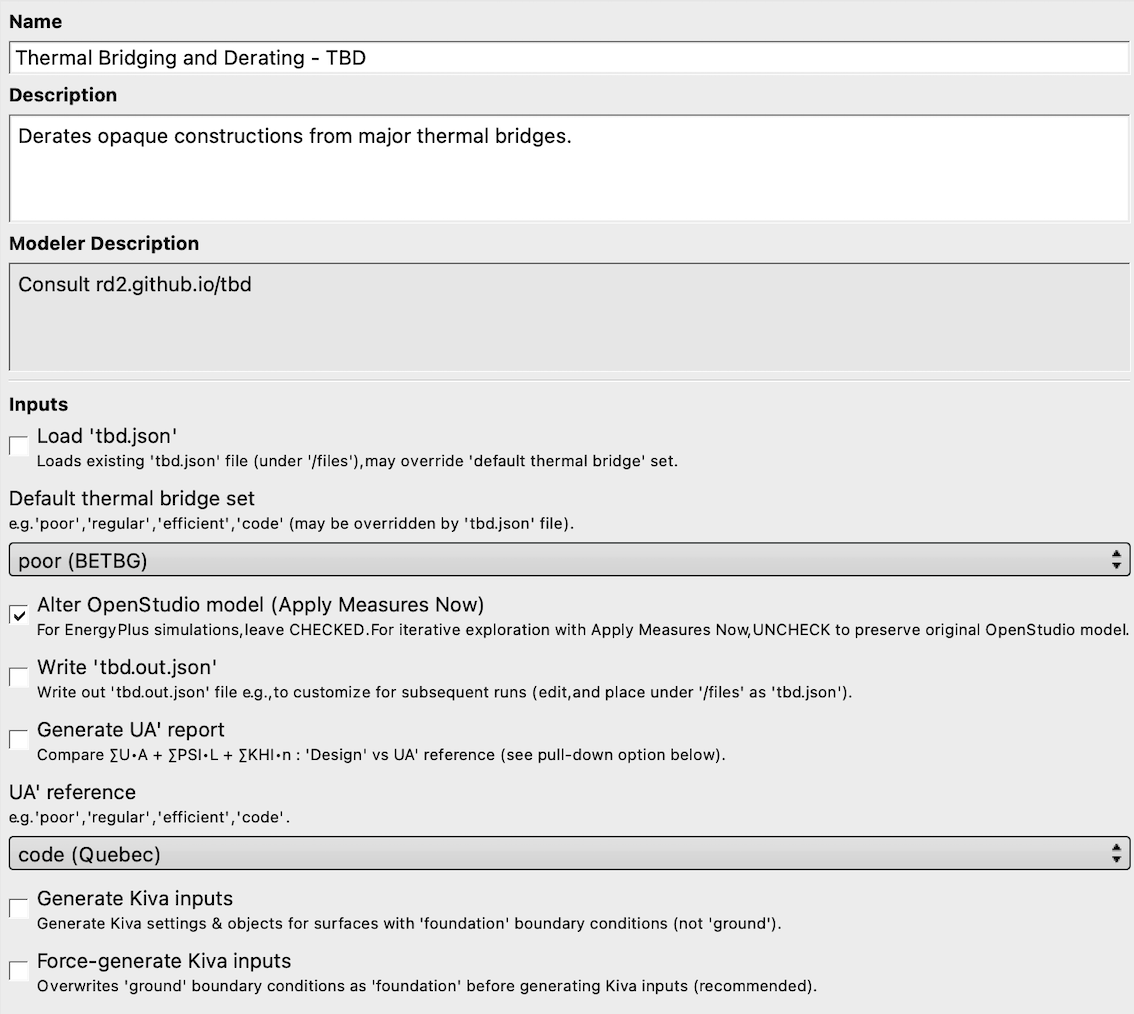 Name
Thermal Bridging and Derating - TBD
Description
Derates opaque constructions from major thermal bridges.
Modeler Description
Consult rd2.github.io/tbd
Inputs
Load 'tbd.json'
Loads existing 'tbd.json' file (under '/files'),may override 'default thermal bridge' set.
Default thermal bridge set
e.g.'poor','regular','efficient','code' (may be overridden by 'tbd.json' file).
poor (BETBG)
Alter OpenStudio model (Apply Measures Now)
For EnergyPlus simulations,leave CHECKED.For iterative exploration with Apply Measures Now,UNCHECK to preserve original OpenStudio model.
Write 'tbd.out.json'
Write out 'tbd.out.json' file e.g.,to customize for subsequent runs (edit,and place under '/files' as 'tbd.json').
Generate UA' report
Compare ∑U•A + ∑PSI•L + ∑KHI•n : 'Design' vs UA' reference (see pull-down option below).
UA' reference
e.g.'poor','regular','efficient','code'.
code (Quebec)
Generate Kiva inputs
Generate Kiva settings & objects for surfaces with 'foundation' boundary conditions (not 'ground').
Force-generate Kiva inputs
Overwrites 'ground' boundary conditions as 'foundation' before generating Kiva inputs (recommended).